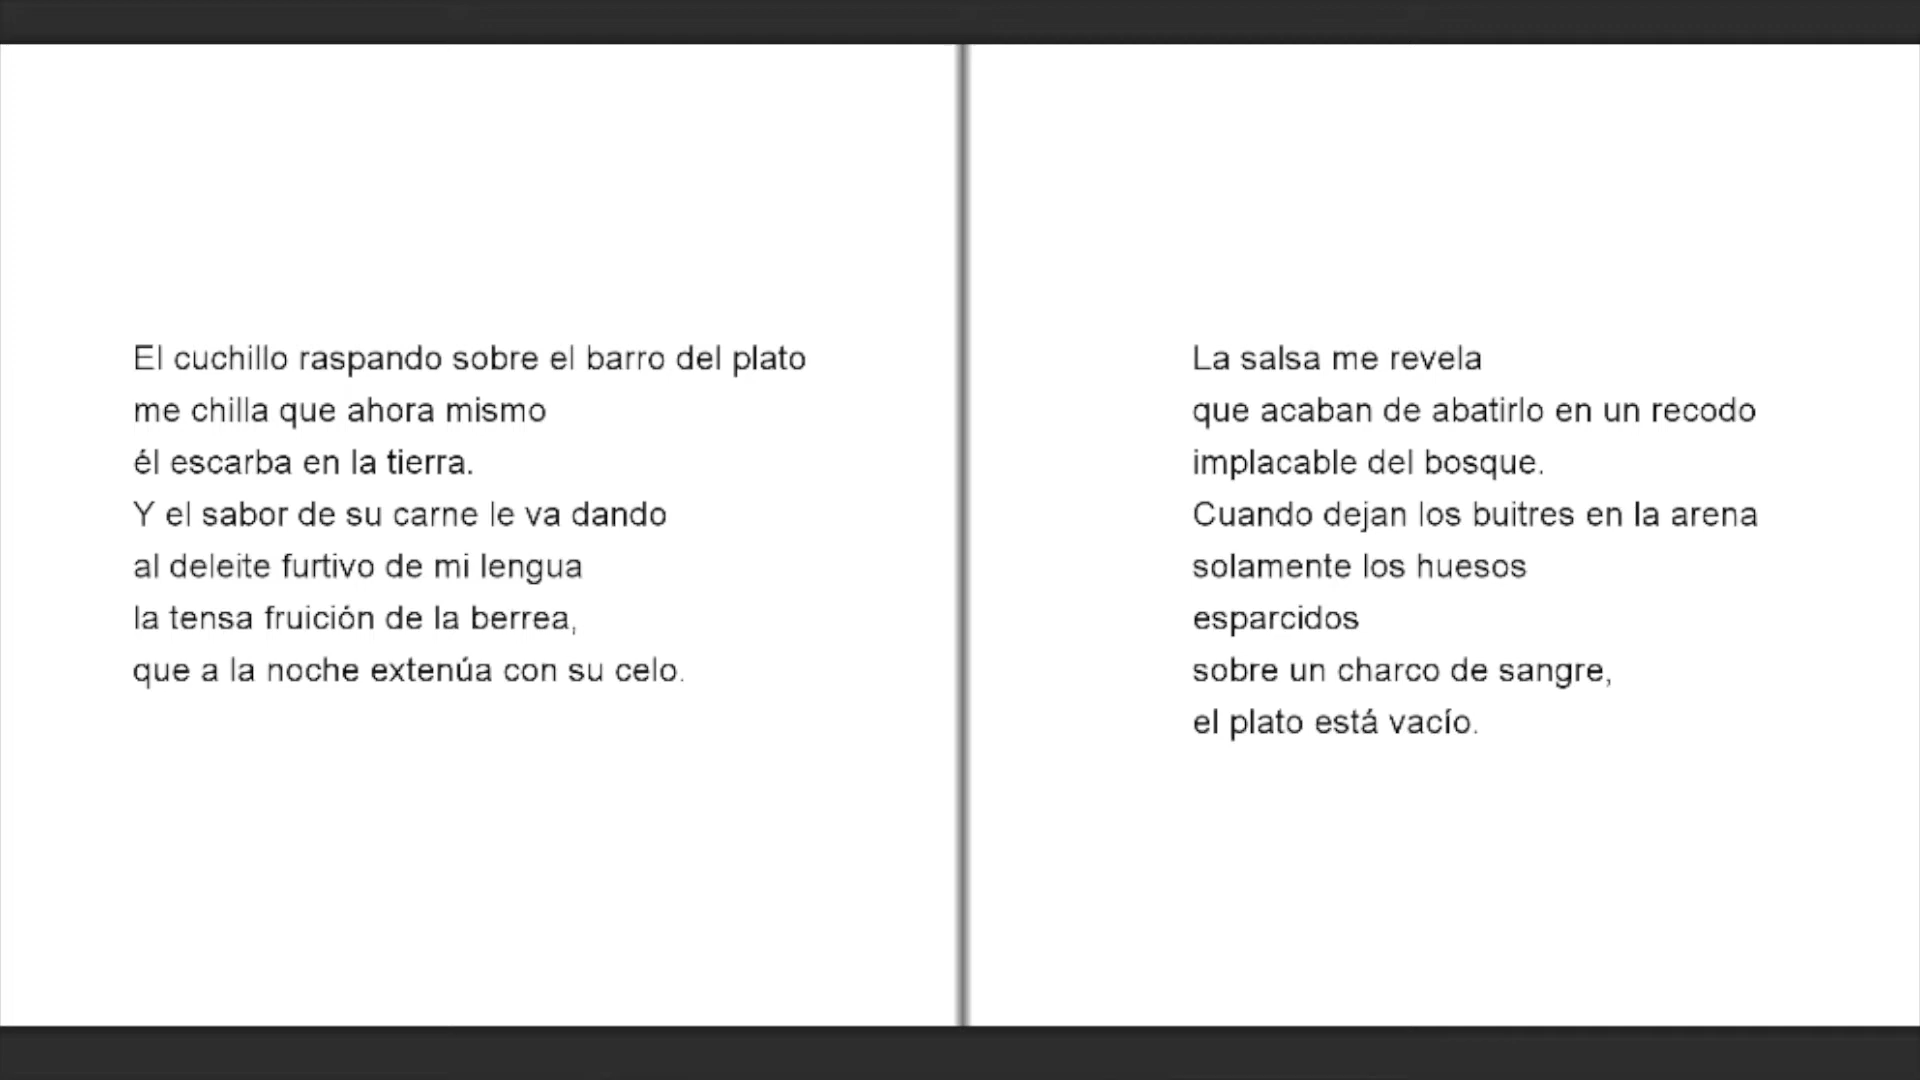 El cuchillo raspando sobre el barro del plato
me chilla que ahora mismo
él escarba en la tierra.
Y el sabor de su carne le va dando
al deleite furtivo de mi lengua
la tensa fruición de la berrea,
que a la noche extenúa con su celo.
La salsa me revela
que acaban de abatirlo en un recodo
implacable del bosque.
Cuando dejan los buitres en la arena
solamente los huesos
esparcidos
sobre un charco de sangre,
el plato está vacío.